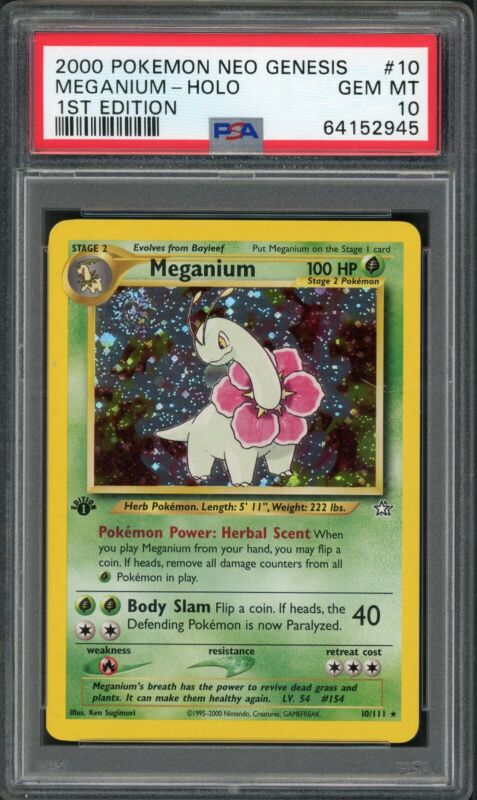 2000 POKEMON NEO GENESIS #10
MEGANIUM-HOLO GEM MT
1ST EDITION 10
PSA 64152945
STAGE 2 Evolves from Bayleef Put Meganium on the Stage 1 card
Meganium 100 HP
Stage 2 Pokémon
Herb Pokémon. Length: 5' 11", Weight: 222 lbs.
EDITION 1
Pokémon Power: Herbal Scent When
you play Meganium from your hand, you may flip a
coin. If heads, remove all damage counters from all
Pokémon in play.
Body Slam Flip a coin. If heads, the
Defending Pokémon is now Paralyzed. 40
weakness resistance retreat cost
Meganium's breath has the power to revive dead grass and
plants. It can make them healthy again. LV. 54 #154
Illus. Ken Sugimori ©1995-2000 Nintendo, Creatures, GAMEFREAK. 10/111 ★
PSA